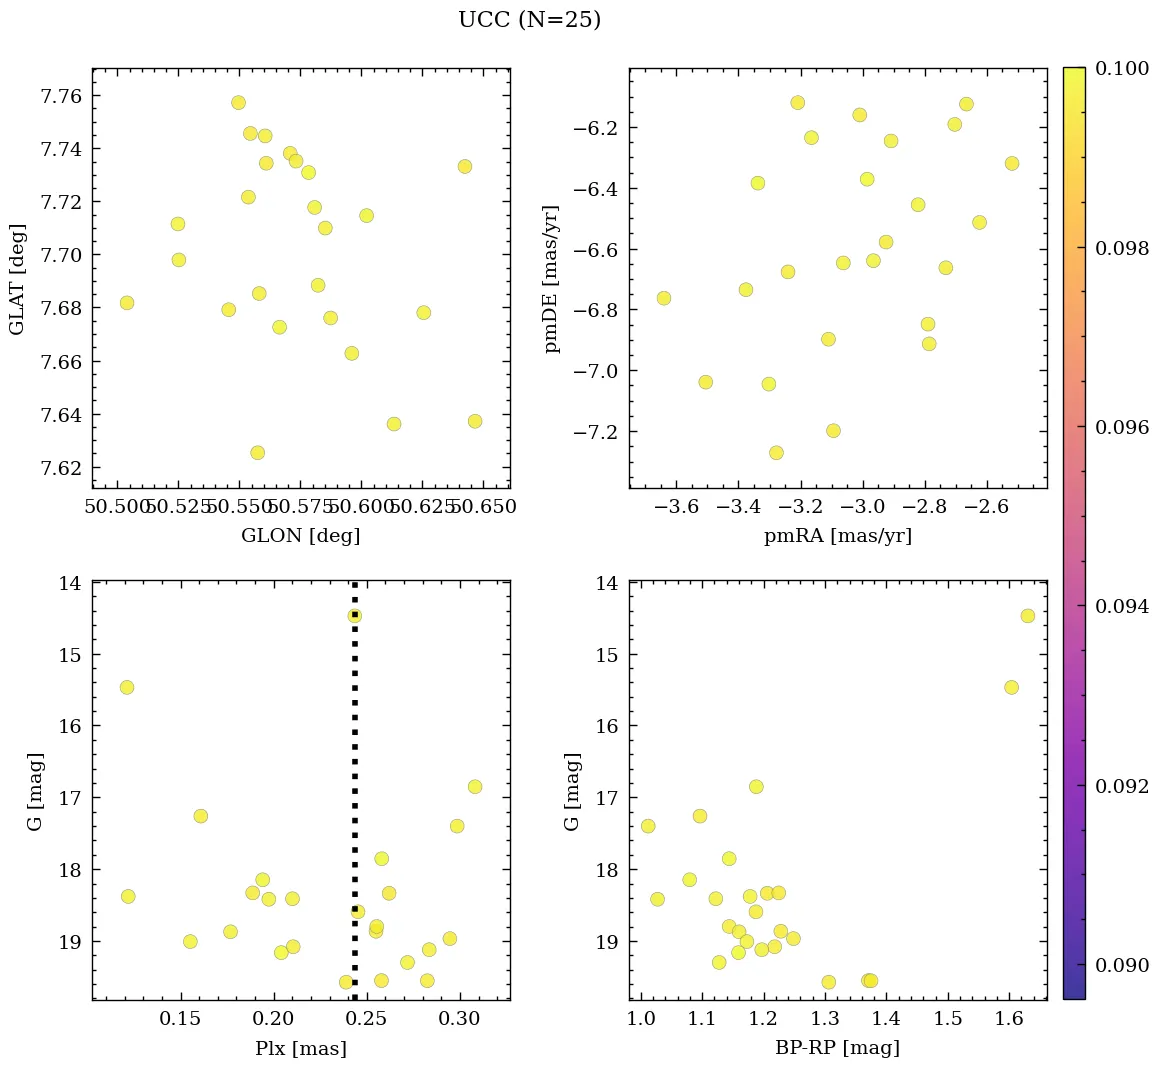 UCC (N=25)
7.76
7.74
7.72
7.70
7.68
7.66
7.64
7.62
GLAT [deg]
50.500 50.525 50.550 50.575 50.600 50.625 50.650
GLON [deg]
−6.2
−6.4
−6.6
−6.8
−7.0
−7.2
pmDE [mas/yr]
−3.6 −3.4 −3.2 −3.0 −2.8 −2.6
pmRA [mas/yr]
0.100
0.098
0.096
0.094
0.092
0.090
14
15
16
17
18
19
G [mag]
0.15 0.20 0.25 0.30
Plx [mas]
14
15
16
17
18
19
G [mag]
1.0 1.1 1.2 1.3 1.4 1.5 1.6
BP-RP [mag]